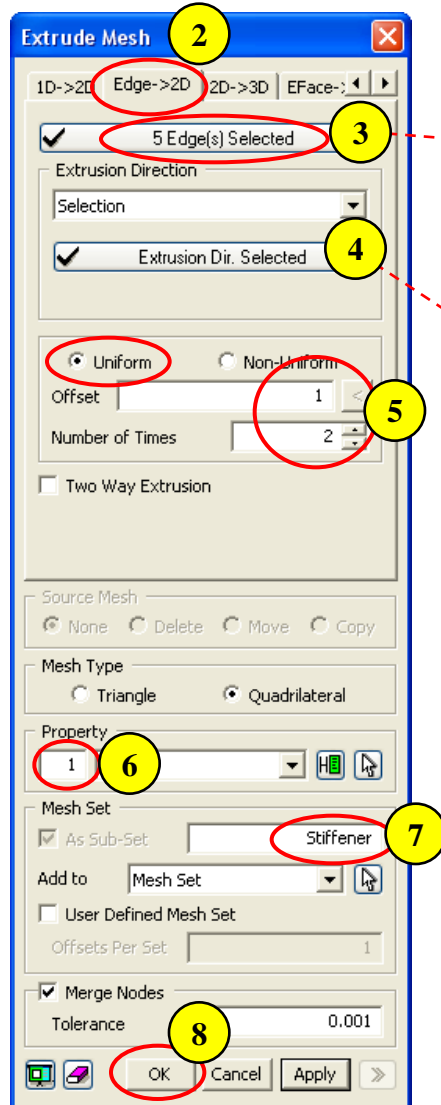 Extrude Mesh 2
1D->2D Edge->2D 2D->3D EFace->
5 Edge(s) Selected 3
Extrusion Direction
Selection
Extrusion Dir. Selected 4
Uniform Non-Uniform
Offset 1 <
5
Number of Times 2
Two Way Extrusion
Source Mesh
None Delete Move Copy
Mesh Type
Triangle Quadrilateral
Property
1 6
Mesh Set
As Sub-Set Stiffener 7
Add to Mesh Set
User Defined Mesh Set
Offsets Per Set 1
Merge Nodes
Tolerance 0.001
8
OK Cancel Apply >>